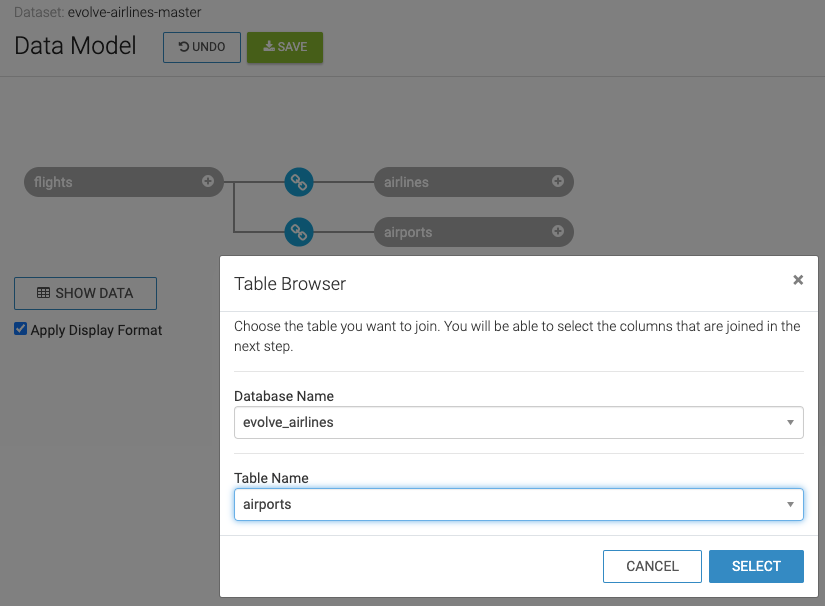 Dataset: evolve-airlines-master
Data Model
UNDO
SAVE
flights
airlines
airports
SHOW DATA
Apply Display Format
Table Browser
×
Choose the table you want to join. You will be able to select the columns that are joined in the
next step.
Database Name
evolve_airlines
Table Name
airports
CANCEL
SELECT